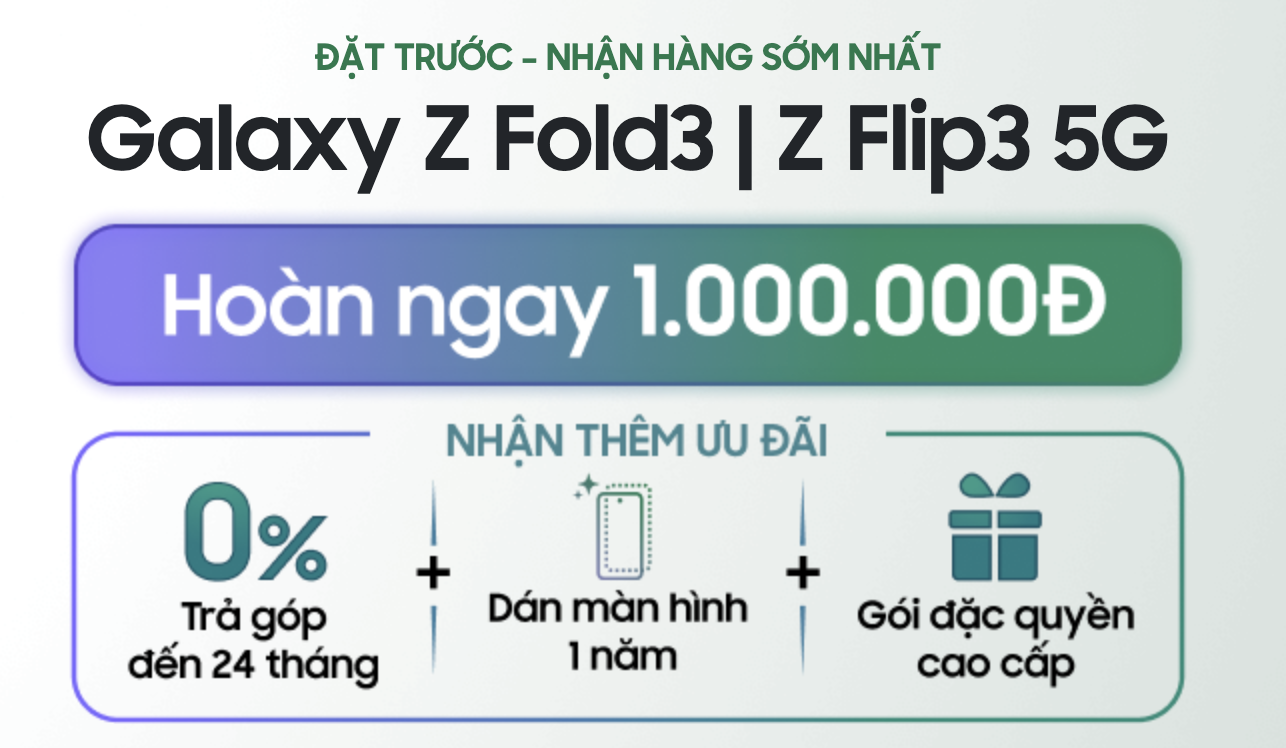 ĐẶT TRƯỚC - NHẬN HÀNG SỚM NHẤT
Galaxy Z Fold3 | Z Flip3 5G
Hoàn ngay 1.000.000Đ
NHẬN THÊM ƯU ĐÃI
0%
Trả góp
đến 24 tháng
+
Dán màn hình
1 năm
+
Gói đặc quyền
cao cấp